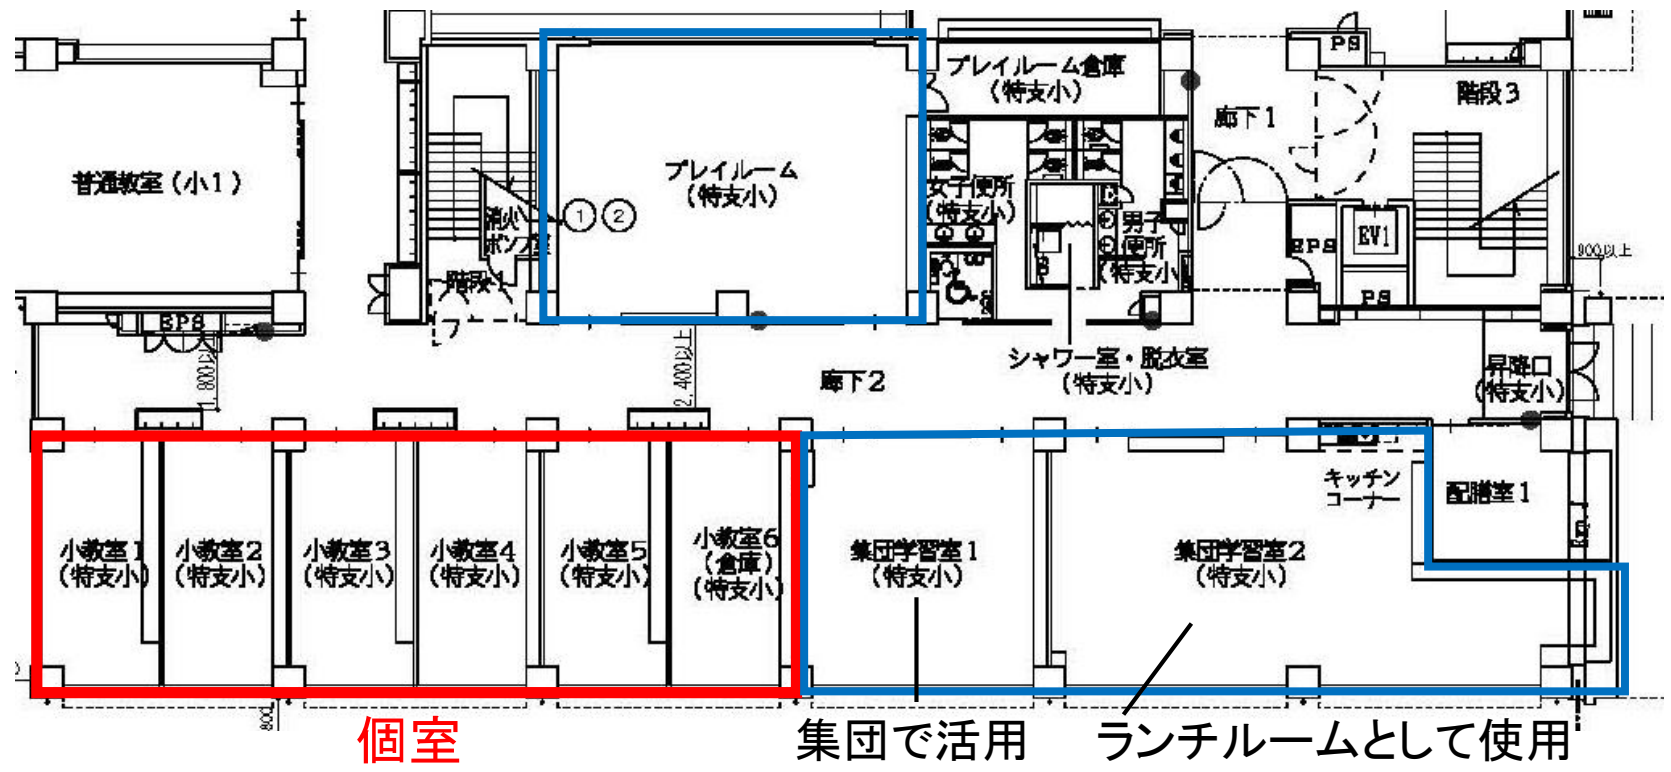 PS
プレイルーム倉庫
(特支小)
階段3
廊下1
普通教室(小1)
プレイルーム
(特支小)
女子便所
(特支小)
消火
ポンプ室
① ②
男子
便所
(特支小)
EPS
EV1
900以上
階段
PS
EPS
シャワー室・脱衣室
(特支小)
昇降口
(特支小)
廊下2
1,800以上
2,400以上
キッチン
コーナー
配膳室1
小教室1
(特支小)
小教室2
(特支小)
小教室3
(特支小)
小教室4
(特支小)
小教室5
(特支小)
小教室6
(倉庫)
(特支小)
集団学習室1
(特支小)
集団学習室2
(特支小)
800
個室
集団で活用
ランチルームとして使用